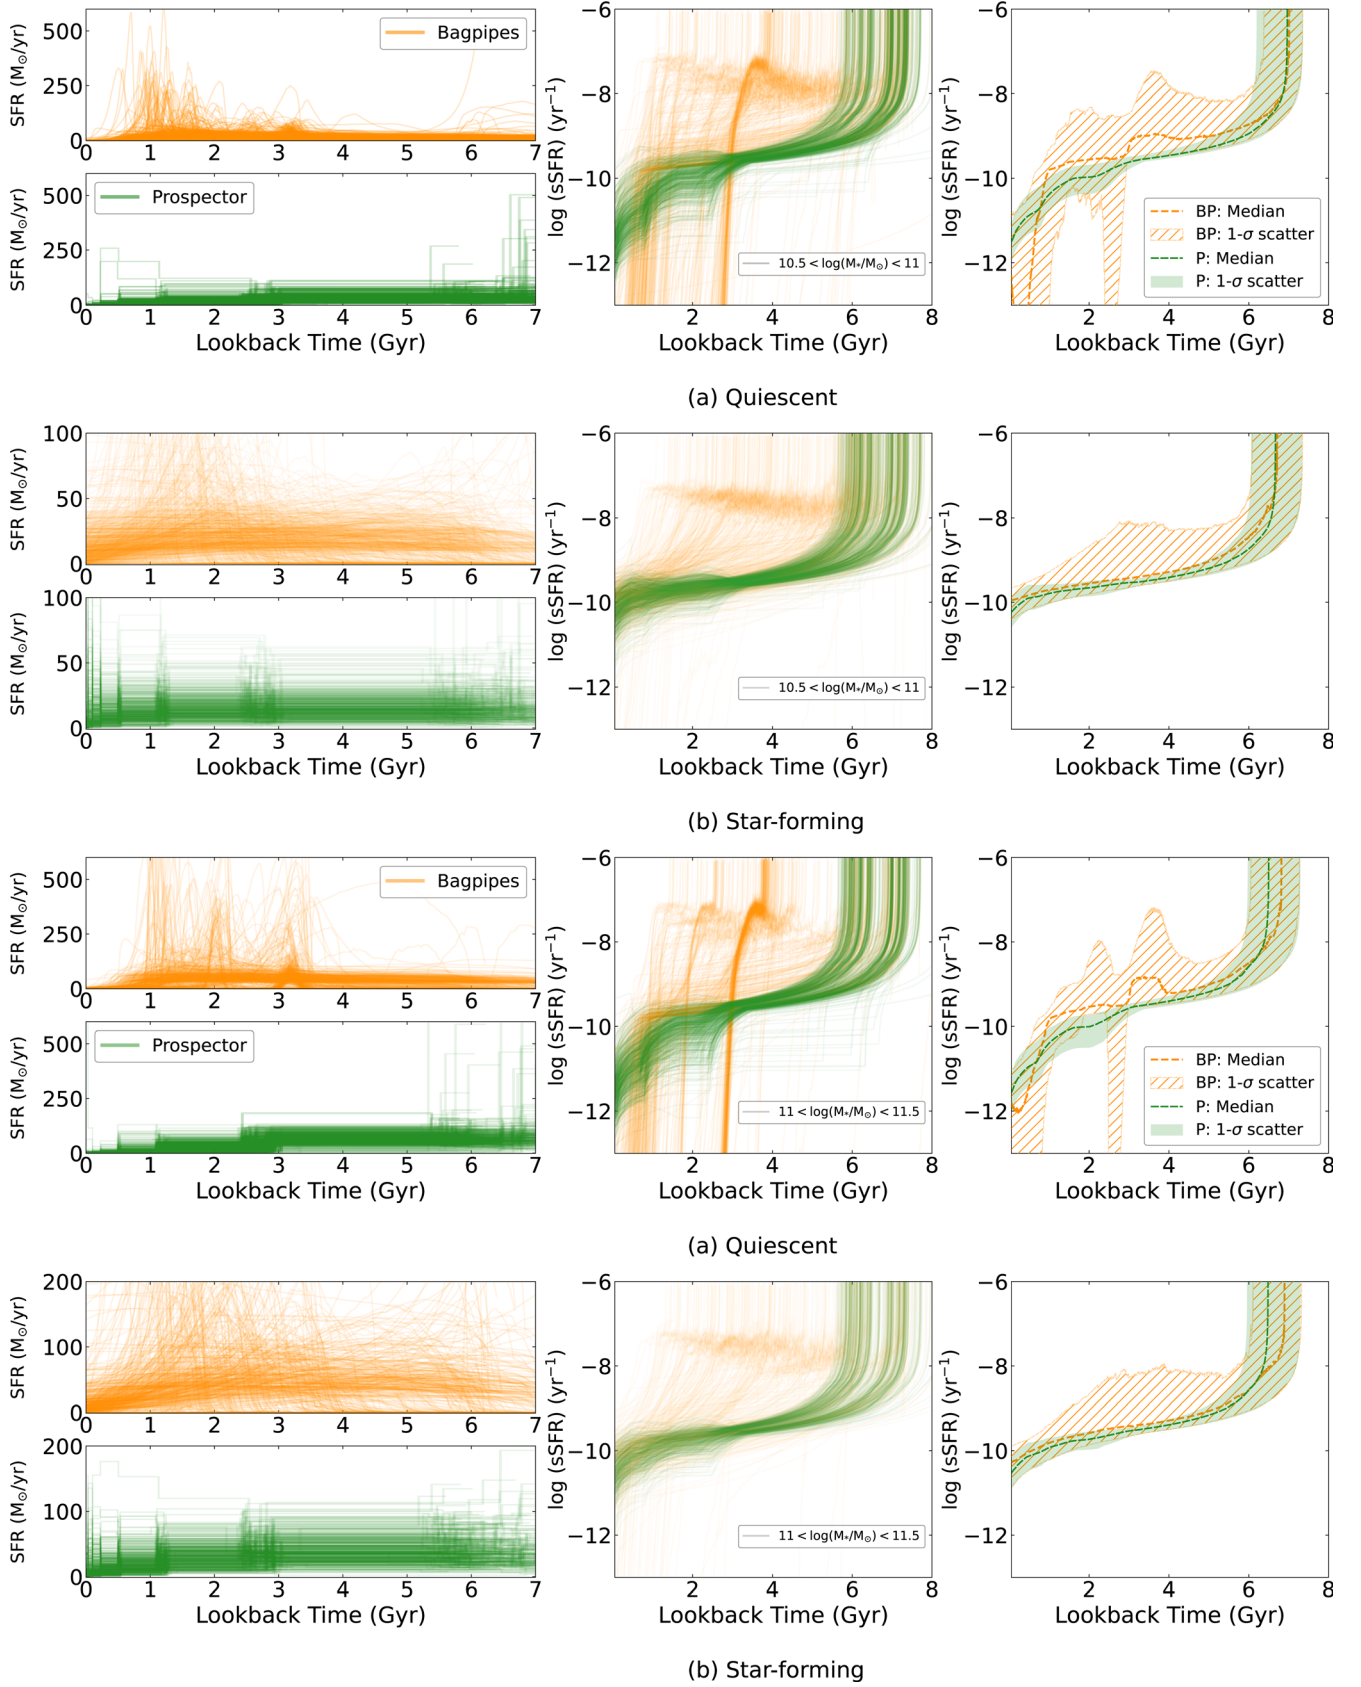 SFR (M⊙/yr)
500
250
0
Bagpipes
0 1 2 3 4 5 6 7
SFR (M⊙/yr)
500
250
0
Prospector
0 1 2 3 4 5 6 7
Lookback Time (Gyr)
log (sSFR) (yr⁻¹)
−6
−8
−10
−12
10.5 < log(M*/M⊙) < 11
2 4 6 8
Lookback Time (Gyr)
log (sSFR) (yr⁻¹)
−6
−8
−10
−12
BP: Median
BP: 1-σ scatter
P: Median
P: 1-σ scatter
2 4 6 8
Lookback Time (Gyr)
(a) Quiescent
SFR (M⊙/yr)
100
50
0
0 1 2 3 4 5 6 7
SFR (M⊙/yr)
100
50
0
0 1 2 3 4 5 6 7
Lookback Time (Gyr)
log (sSFR) (yr⁻¹)
−6
−8
−10
−12
10.5 < log(M*/M⊙) < 11
2 4 6 8
Lookback Time (Gyr)
log (sSFR) (yr⁻¹)
−6
−8
−10
−12
2 4 6 8
Lookback Time (Gyr)
(b) Star-forming
SFR (M⊙/yr)
500
250
0
Bagpipes
0 1 2 3 4 5 6 7
SFR (M⊙/yr)
500
250
0
Prospector
0 1 2 3 4 5 6 7
Lookback Time (Gyr)
log (sSFR) (yr⁻¹)
−6
−8
−10
−12
11 < log(M*/M⊙) < 11.5
2 4 6 8
Lookback Time (Gyr)
log (sSFR) (yr⁻¹)
−6
−8
−10
−12
BP: Median
BP: 1-σ scatter
P: Median
P: 1-σ scatter
2 4 6 8
Lookback Time (Gyr)
(a) Quiescent
SFR (M⊙/yr)
200
100
0
0 1 2 3 4 5 6 7
SFR (M⊙/yr)
200
100
0
0 1 2 3 4 5 6 7
Lookback Time (Gyr)
log (sSFR) (yr⁻¹)
−6
−8
−10
−12
11 < log(M*/M⊙) < 11.5
2 4 6 8
Lookback Time (Gyr)
log (sSFR) (yr⁻¹)
−6
−8
−10
−12
2 4 6 8
Lookback Time (Gyr)
(b) Star-forming